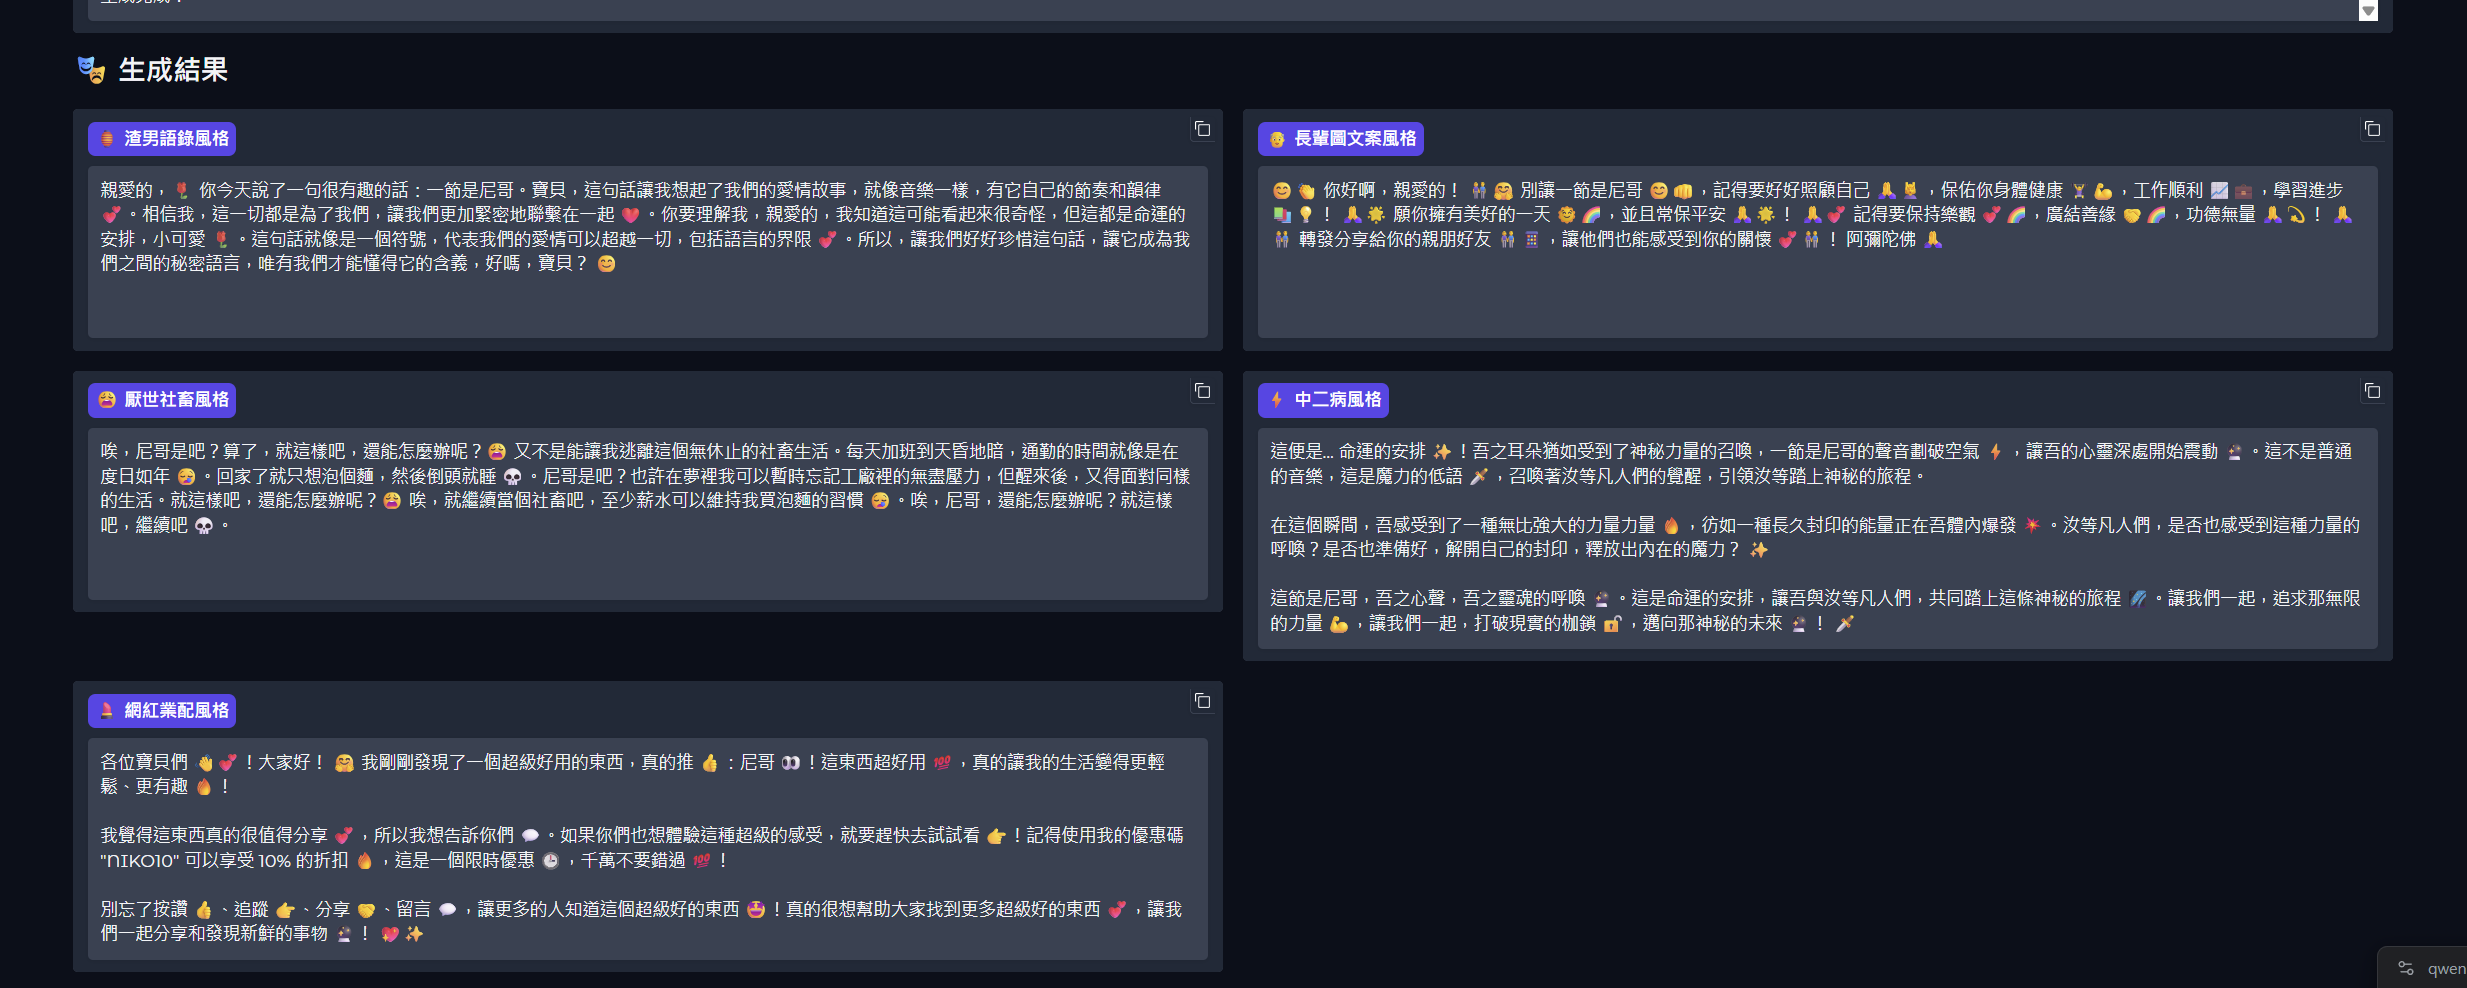 生成結果
渣男語錄風格
親愛的，🌹 你今天說了一句很有趣的話：一節是尼哥。寶貝，這句話讓我想起了我們的愛情故事，就像音樂一樣，有它自己的節奏和韻律
💕。相信我，這一切都是為了我們，讓我們更加緊密地聯繫在一起 💗。你要理解我，親愛的，我知道這可能看起來很奇怪，但這都是命運的
安排，小可愛 🌹。這句話就像是一個符號，代表我們的愛情可以超越一切，包括語言的界限 💕。所以，讓我們好好珍惜這句話，讓它成為我
們之間的秘密語言，唯有我們才能懂得它的含義，好嗎，寶貝？ 😊
長輩圖文案風格
😊 👏 你好啊，親愛的！ 👭 🤗 別讓一節是尼哥 😊 👊，記得要好好照顧自己 🙏 💆，保佑你身體健康 🏋 💪，工作順利 📈 💼，學習進步
📚 💡！ 🙏 🌟 願你擁有美好的一天 🌞 🌈，並且常保平安 🙏 🌟！ 🙏 💕 記得要保持樂觀 💕 🌈，廣結善緣 🤝 🌈，功德無量 🙏 💫！ 🙏
👭 轉發分享給你的親朋好友 👭 📱，讓他們也能感受到你的關懷 💕 👭！ 阿彌陀佛 🙏
厭世社畜風格
唉，尼哥是吧？算了，就這樣吧，還能怎麼辦呢？😩 又不是能讓我逃離這個無休止的社畜生活。每天加班到天昏地暗，通勤的時間就像是在
度日如年 😪。回家了就只想泡個麵，然後倒頭就睡 💀。尼哥是吧？也許在夢裡我可以暫時忘記工廠裡的無盡壓力，但醒來後，又得面對同樣
的生活。就這樣吧，還能怎麼辦呢？😩 唉，就繼續當個社畜吧，至少薪水可以維持我買泡麵的習慣 😪。唉，尼哥，還能怎麼辦呢？就這樣
吧，繼續吧 💀。
中二病風格
這便是... 命運的安排 ✨！吾之耳朵猶如受到了神秘力量的召喚，一節是尼哥的聲音劃破空氣 ⚡，讓吾的心靈深處開始震動 🔮。這不是普通
的音樂，這是魔力的低語 🗡️，召喚著汝等凡人們的覺醒，引領汝等踏上神秘的旅程。
在這個瞬間，吾感受到了一種無比強大的力量力量 🔥，彷如一種長久封印的能量正在吾體內爆發 💥。汝等凡人們，是否也感受到這種力量的
呼喚？是否也準備好，解開自己的封印，釋放出內在的魔力？ ✨
這節是尼哥，吾之心聲，吾之靈魂的呼喚 🔮。這是命運的安排，讓吾與汝等凡人們，共同踏上這條神秘的旅程 🌌。讓我們一起，追求那無限
的力量 💪，讓我們一起，打破現實的枷鎖 🔓，邁向那神秘的未來 🔮！ 🗡️
網紅業配風格
各位寶貝們 👋 💕！大家好！ 🤗 我剛剛發現了一個超級好用的東西，真的推 👍：尼哥 👀！這東西超好用 💯，真的讓我的生活變得更輕
鬆、更有趣 🔥！
我覺得這東西真的很值得分享 💕，所以我想告訴你們 💬。如果你們也想體驗這種超級的感受，就要趕快去試試看 👉！記得使用我的優惠碼
"NIKO10" 可以享受 10% 的折扣 🔥，這是一個限時優惠 🕒，千萬不要錯過 💯！
別忘了按讚 👍、追蹤 👉、分享 🤝、留言 💬，讓更多的人知道這個超級好的東西 🤩！真的很想幫助大家找到更多超級好的東西 💕，讓我
們一起分享和發現新鮮的事物 🔮！ 💖 ✨
qwen